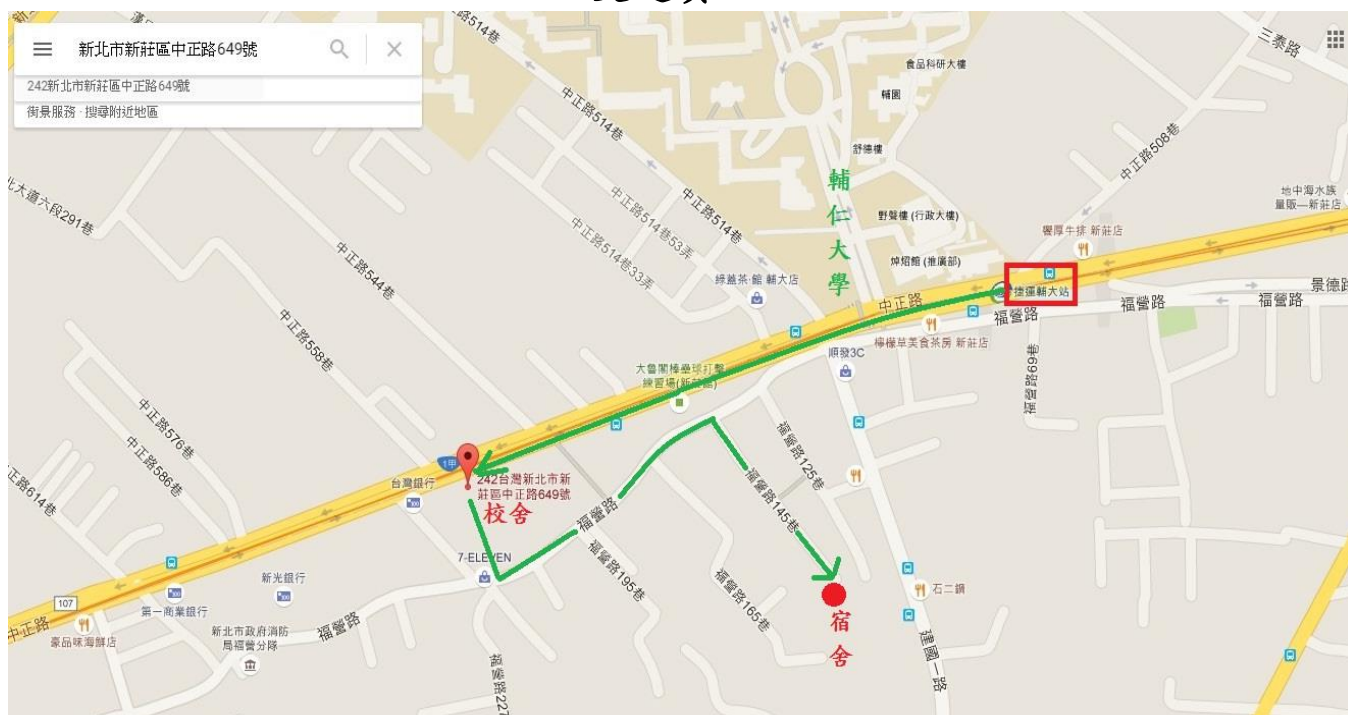 新北市新莊區中正路649號
242新北市新莊區中正路649號
街景服務 · 搜尋附近地區
中正路514巷
三泰路
食品科研大樓
輔園
中正路514巷
中正路508巷
舒德樓
地中海水族
量販—新莊店
輔仁大學
北大道六段291巷
中正路514巷53弄
中正路514巷
野聲樓 (行政大樓)
中正路514巷33弄
焯炤館 (推廣部)
綠蓋茶·館 輔大店
中正路544巷
捷運輔大站
中正路
景德路
福營路
福營路
福營路
檸檬草美食茶房 新莊店
中正路558巷
順發3C
大魯閣棒壘球打擊
練習場(新莊區)
福營路69巷
中正路576巷
中正路586巷
福營路125巷
1甲
台灣銀行
242台灣新北市新
莊區中正路649號
校舍
福營路145巷
中正路614巷
福營路
7-ELEVEN
福營路195巷
福營路165巷
新光銀行
石二鍋
107
第一商業銀行
宿舍
中正路
豪品味海鮮店
新北市政府消防
局福營分隊
福營路
建國一路
福營路227